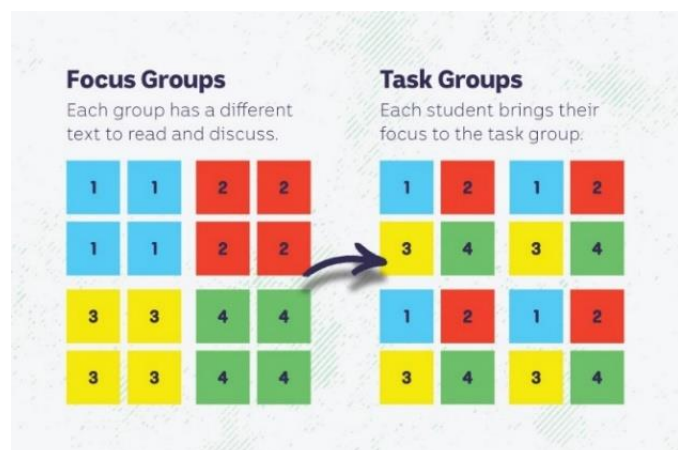 Focus Groups
Each group has a different
text to read and discuss.
1 1 2 2
1 1 2 2
3 3 4 4
3 3 4 4
Task Groups
Each student brings their
focus to the task group.
1 2 1 2
3 4 3 4
1 2 1 2
3 4 3 4